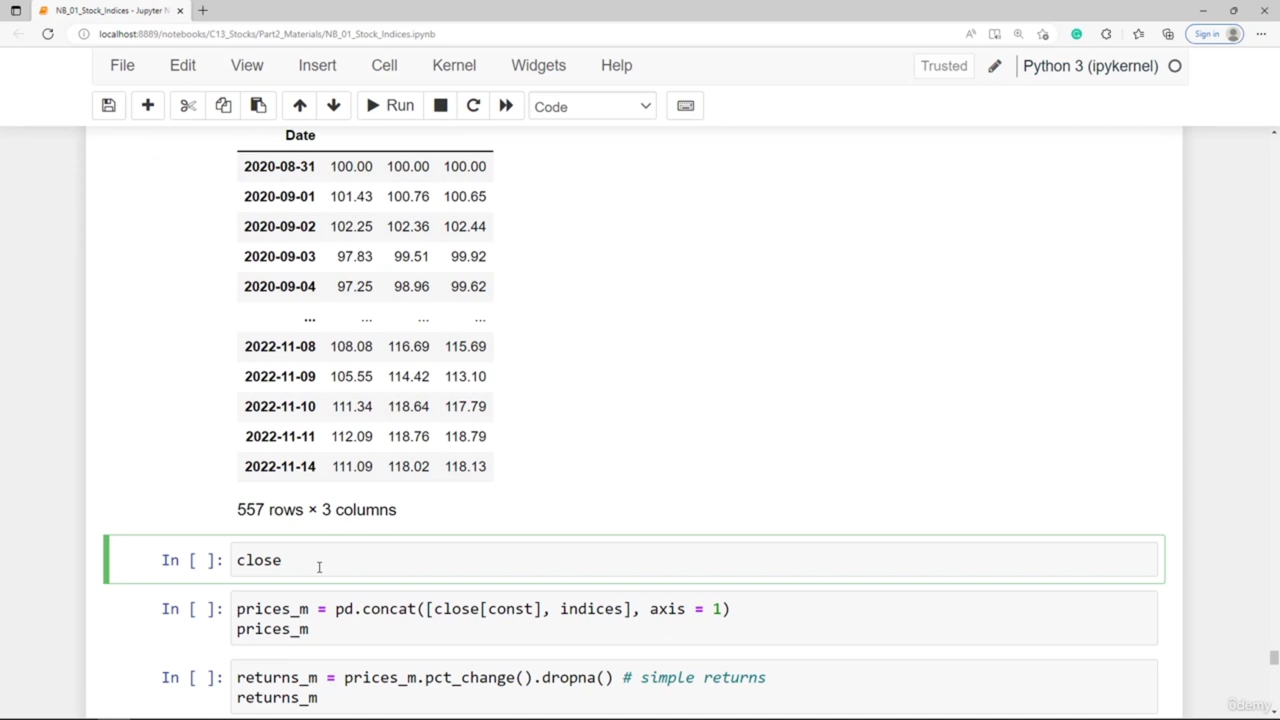 NB_01_Stock_Indices - Jupyter N
localhost:8889/notebooks/C13_Stocks/Part2_Materials/NB_01_Stock_Indices.ipynb
Sign in
File Edit View Insert Cell Kernel Widgets Help Trusted Python 3 (ipykernel)
Run Code
Date
2020-08-31 100.00 100.00 100.00
2020-09-01 101.43 100.76 100.65
2020-09-02 102.25 102.36 102.44
2020-09-03 97.83 99.51 99.92
2020-09-04 97.25 98.96 99.62
... ... ... ...
2022-11-08 108.08 116.69 115.69
2022-11-09 105.55 114.42 113.10
2022-11-10 111.34 118.64 117.79
2022-11-11 112.09 118.76 118.79
2022-11-14 111.09 118.02 118.13
557 rows × 3 columns
In [ ]: close
In [ ]: prices_m = pd.concat([close[const], indices], axis = 1)
prices_m
In [ ]: returns_m = prices_m.pct_change().dropna() # simple returns
returns_m
ûdemy